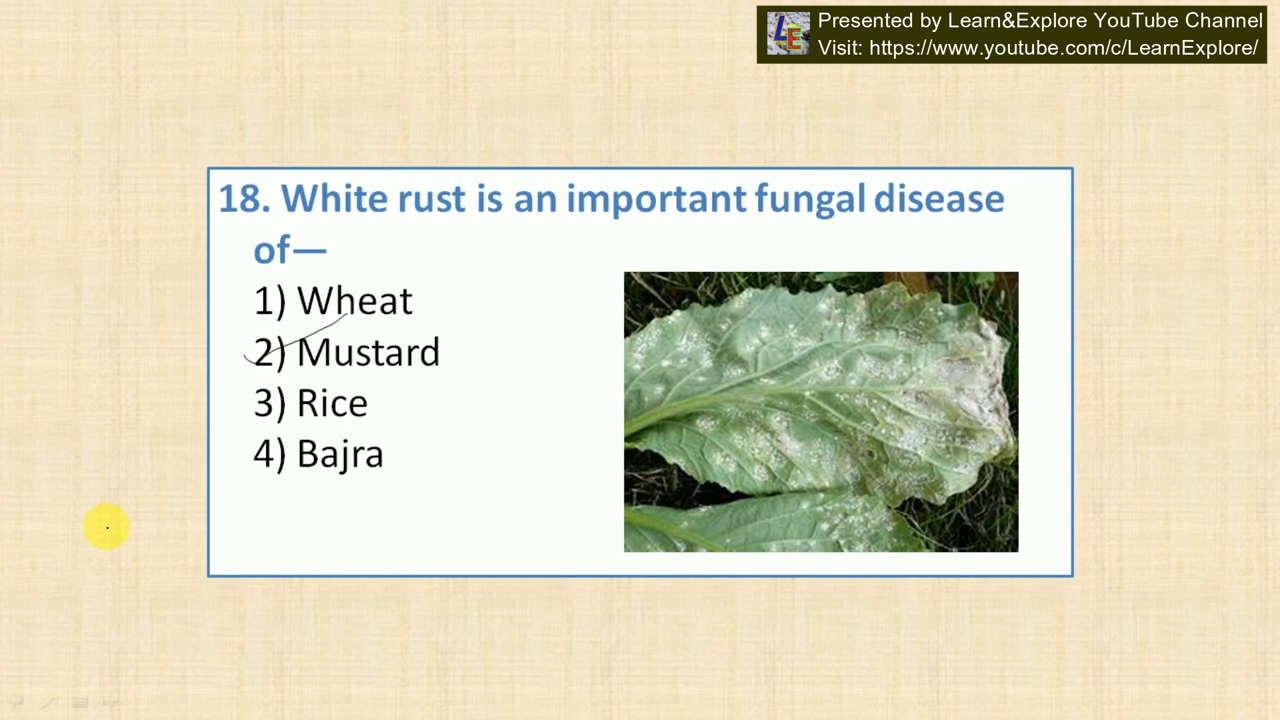 Presented by Learn&Explore YouTube Channel
Visit: https://www.youtube.com/c/LearnExplore/
LE
18. White rust is an important fungal disease
of—
1) Wheat
2) Mustard
3) Rice
4) Bajra